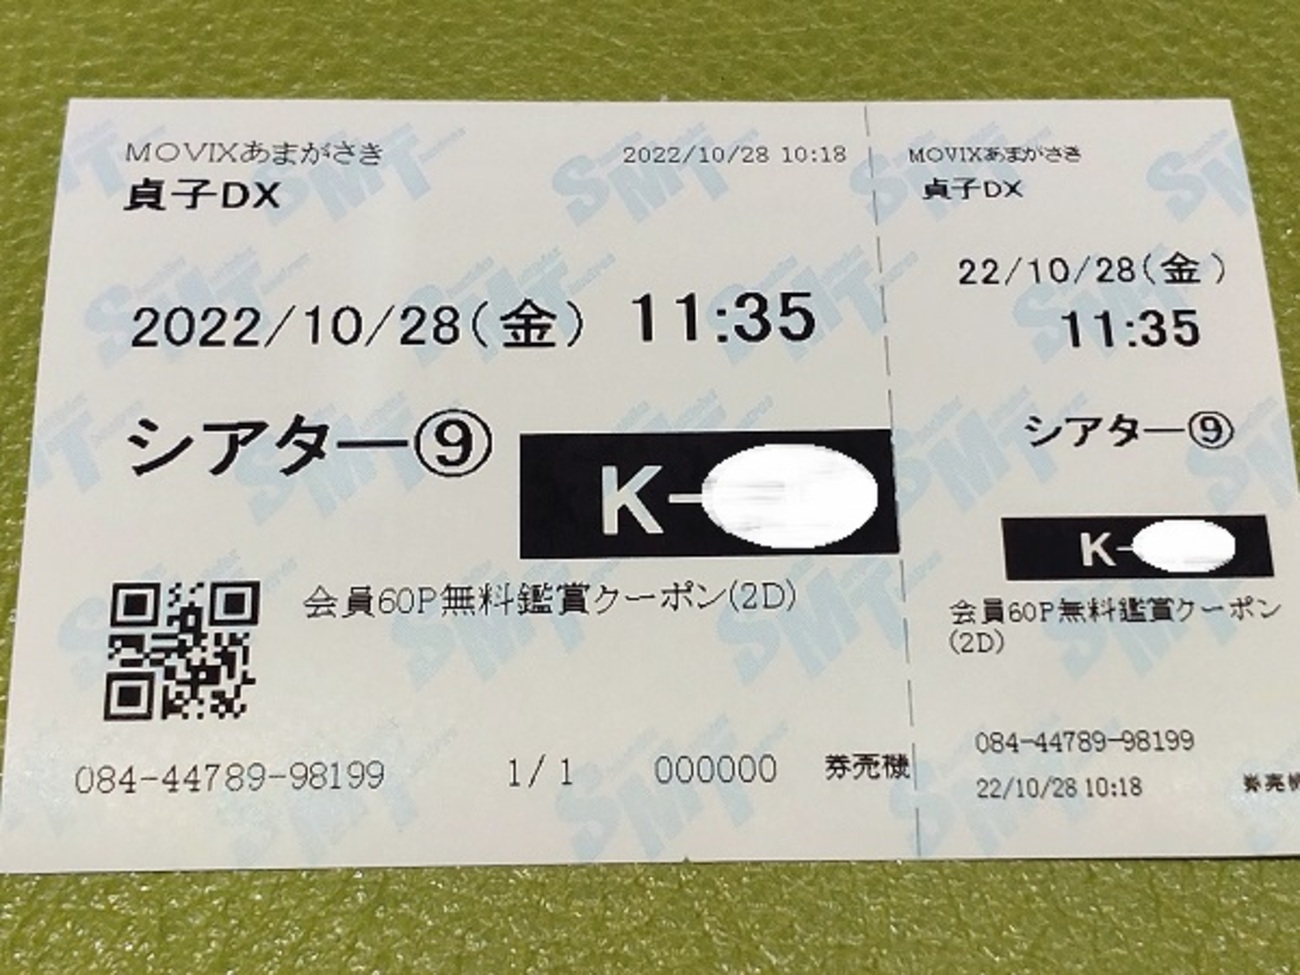 MOVIXあまがさき
2022/10/28 10:18
貞子DX
2022/10/28(金) 11:35
シアター⑨
K-
会員60P無料鑑賞クーポン(2D)
084-44789-98199
1/1
000000
券売機
MOVIXあまがさき
貞子DX
22/10/28(金)
11:35
シアター⑨
K-
会員60P無料鑑賞クーポン
(2D)
084-44789-98199
22/10/28 10:18
券売機
SMT